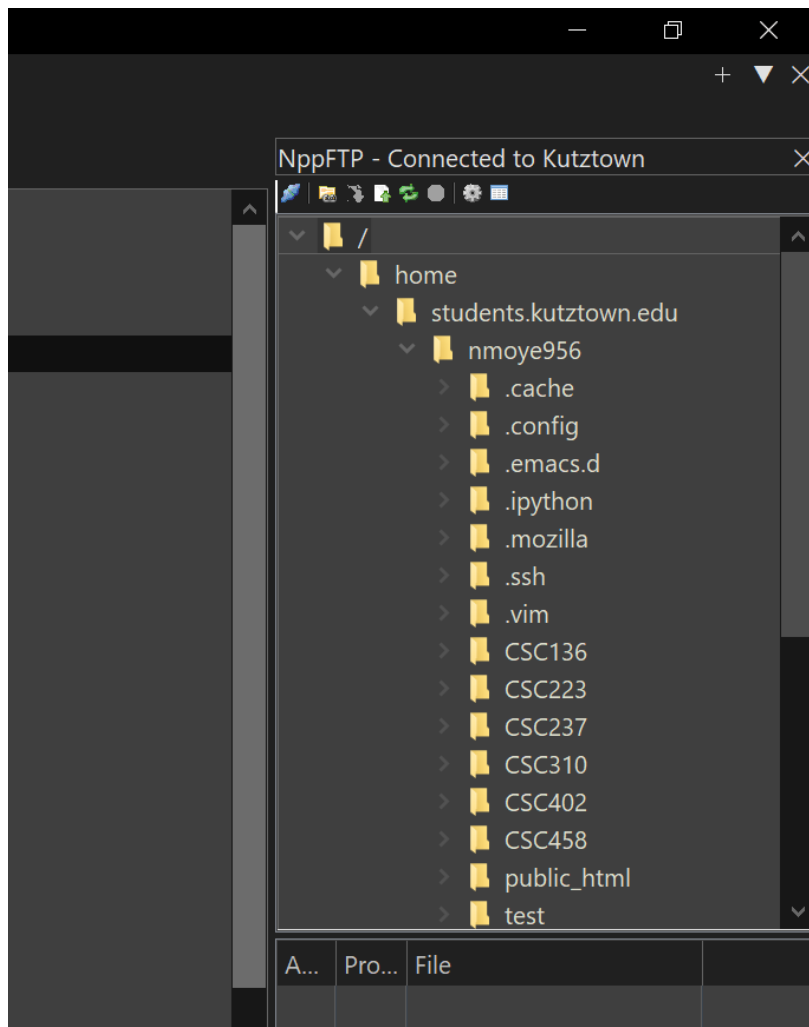 NppFTP - Connected to Kutztown
/
home
students.kutztown.edu
nmoye956
.cache
.config
.emacs.d
.ipython
.mozilla
.ssh
.vim
CSC136
CSC223
CSC237
CSC310
CSC402
CSC458
public_html
test
A... Pro... File